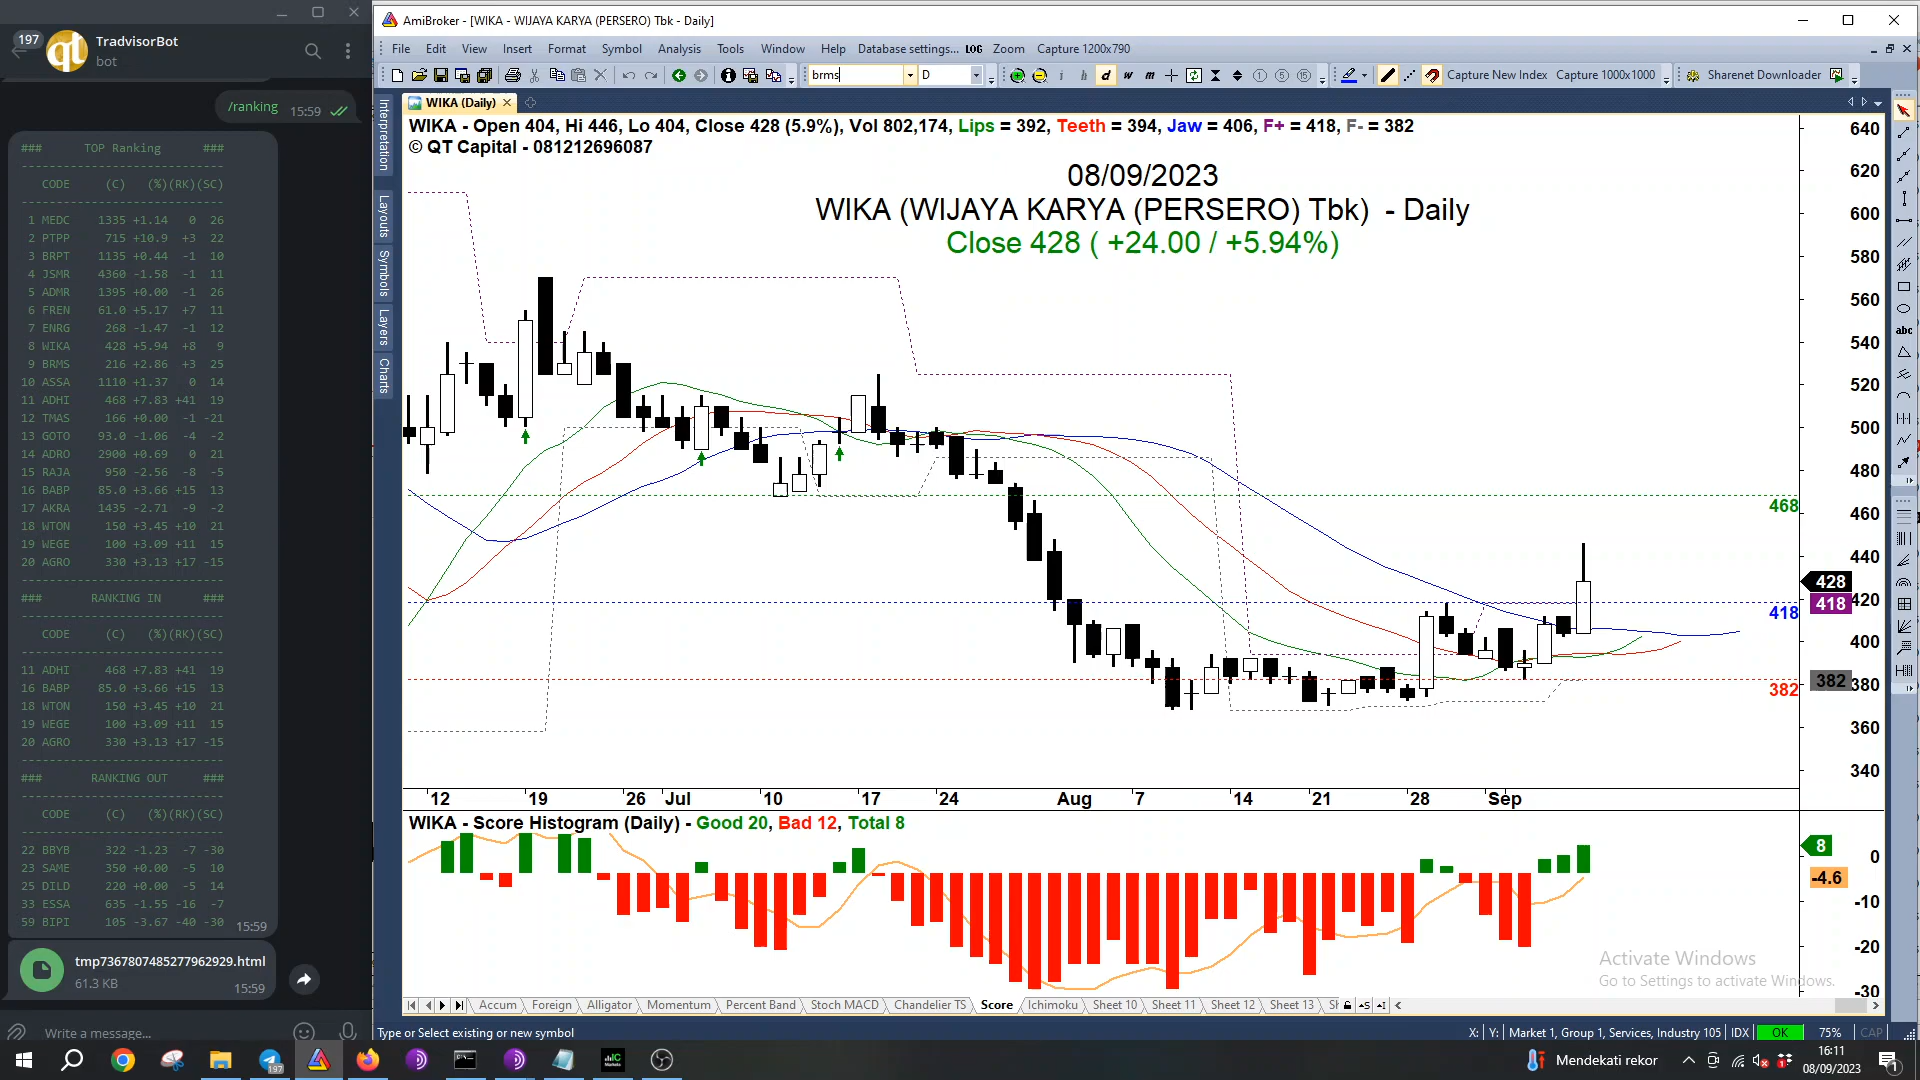 197
TradvisorBot
bot
/ranking 15:59
### TOP Ranking ###
CODE (C) (%)(RK)(SC)
1 MEDC 1335 +1.14 0 26
2 PTPP 715 +10.9 +3 22
3 BRPT 1135 +0.44 -1 10
4 JSMR 4360 -1.58 -1 11
5 ADMR 1395 +0.00 -1 26
6 FREN 61.0 +5.17 +7 11
7 ENRG 268 -1.47 -1 12
8 WIKA 428 +5.94 +8 9
9 BRMS 216 +2.86 +3 25
10 ASSA 1110 +1.37 0 14
11 ADHI 468 +7.83 +41 19
12 TMAS 166 +0.00 -1 -21
13 GOTO 93.0 -1.06 -4 -2
14 ADRO 2900 +0.69 0 21
15 RAJA 950 -2.56 -8 -5
16 BABP 85.0 +3.66 +15 13
17 AKRA 1435 -2.71 -9 -2
18 WTON 150 +3.45 +10 21
19 WEGE 100 +3.09 +11 15
20 AGRO 330 +3.13 +17 -15
### RANKING IN ###
CODE (C) (%)(RK)(SC)
11 ADHI 468 +7.83 +41 19
16 BABP 85.0 +3.66 +15 13
18 WTON 150 +3.45 +10 21
19 WEGE 100 +3.09 +11 15
20 AGRO 330 +3.13 +17 -15
### RANKING OUT ###
CODE (C) (%)(RK)(SC)
22 BBYB 322 -1.23 -7 -30
23 SAME 350 +0.00 -5 10
25 DILD 220 +0.00 -5 14
33 ESSA 635 -1.55 -16 -7
59 BIPI 105 -3.67 -40 -30
15:59
tmp7367807485277962929.html
61.3 KB 15:59
Write a message...
AmiBroker - [WIKA - WIJAYA KARYA (PERSERO) Tbk - Daily]
File Edit View Insert Format Symbol Analysis Tools Window Help Database settings... LOG Zoom Capture 1200x790
brms D i h d w m 1 5 15 Capture New Index Capture 1000x1000 Sharenet Downloader
WIKA (Daily)
Interpretation
Layouts
Symbols
Layers
Charts
WIKA - Open 404, Hi 446, Lo 404, Close 428 (5.9%), Vol 802,174, Lips = 392, Teeth = 394, Jaw = 406, F+ = 418, F- = 382
© QT Capital - 081212696087
08/09/2023
WIKA (WIJAYA KARYA (PERSERO) Tbk) - Daily
Close 428 ( +24.00 / +5.94%)
640
620
600
580
560
540
520
500
480
468
460
440
428
420
418
418
400
382
382
380
360
340
abc
12 19 26 Jul 10 17 24 Aug 7 14 21 28 Sep
WIKA - Score Histogram (Daily) - Good 20, Bad 12, Total 8
8
0
-4.6
-10
-20
-30
Activate Windows
Go to Settings to activate Windows.
Accum Foreign Alligator Momentum Percent Band Stoch MACD Chandelier TS Score Ichimoku Sheet 10 Sheet 11 Sheet 12 Sheet 13
Type or Select existing or new symbol
X: Y: Market 1, Group 1, Services, Industry 105 IDX OK 75% CAP
197
Mendekati rekor
16:11
08/09/2023
1